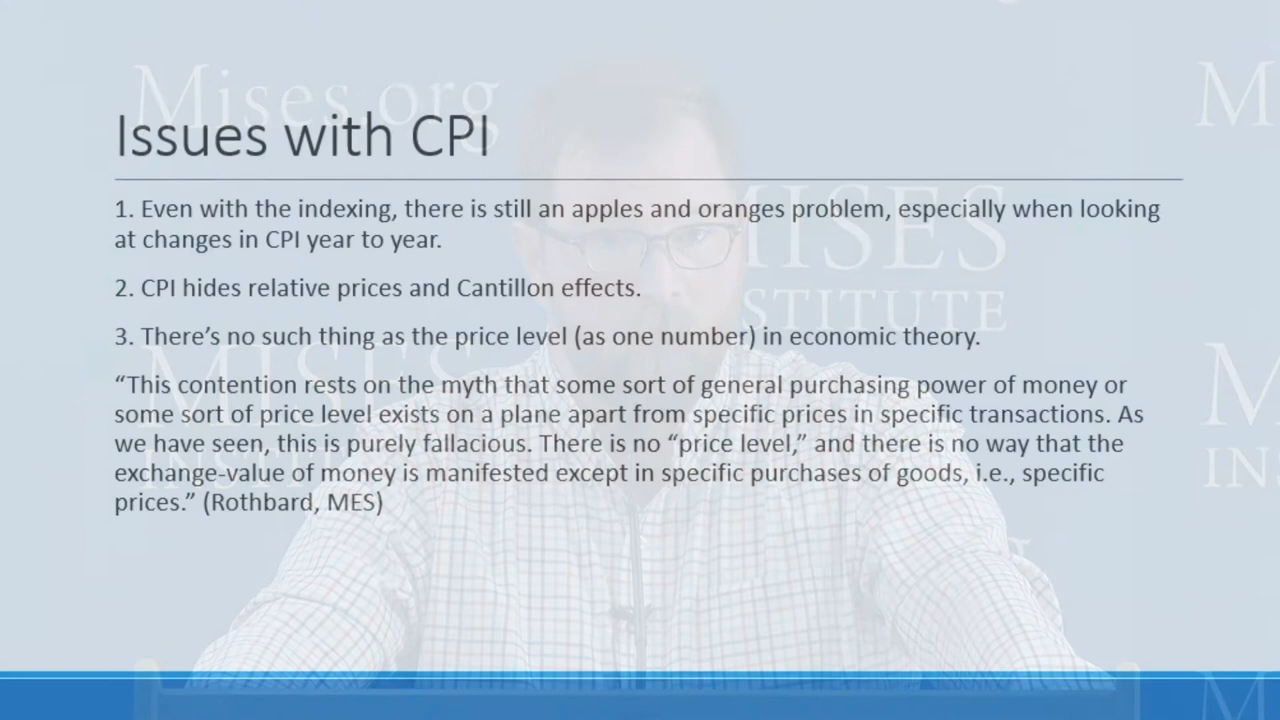 Mises.org
M
Issues with CPI
MISES
STITUTE
1. Even with the indexing, there is still an apples and oranges problem, especially when looking
at changes in CPI year to year.
2. CPI hides relative prices and Cantillon effects.
3. There’s no such thing as the price level (as one number) in economic theory.
MISES
M
“This contention rests on the myth that some sort of general purchasing power of money or
some sort of price level exists on a plane apart from specific prices in specific transactions. As
we have seen, this is purely fallacious. There is no “price level,” and there is no way that the
exchange-value of money is manifested except in specific purchases of goods, i.e., specific
prices.” (Rothbard, MES)
INS
M